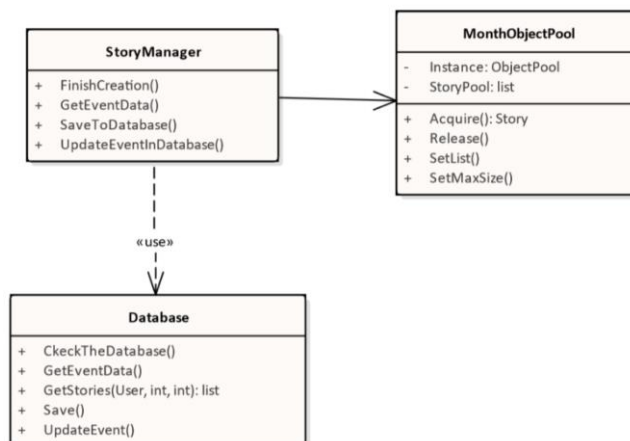 StoryManager
+ FinishCreation()
+ GetEventData()
+ SaveToDatabase()
+ UpdateEventInDatabase()
MonthObjectPool
- Instance: ObjectPool
- StoryPool: list
+ Acquire(): Story
+ Release()
+ SetList()
+ SetMaxSize()
«use»
Database
+ CkeckTheDatabase()
+ GetEventData()
+ GetStories(User, int, int): list
+ Save()
+ UpdateEvent()